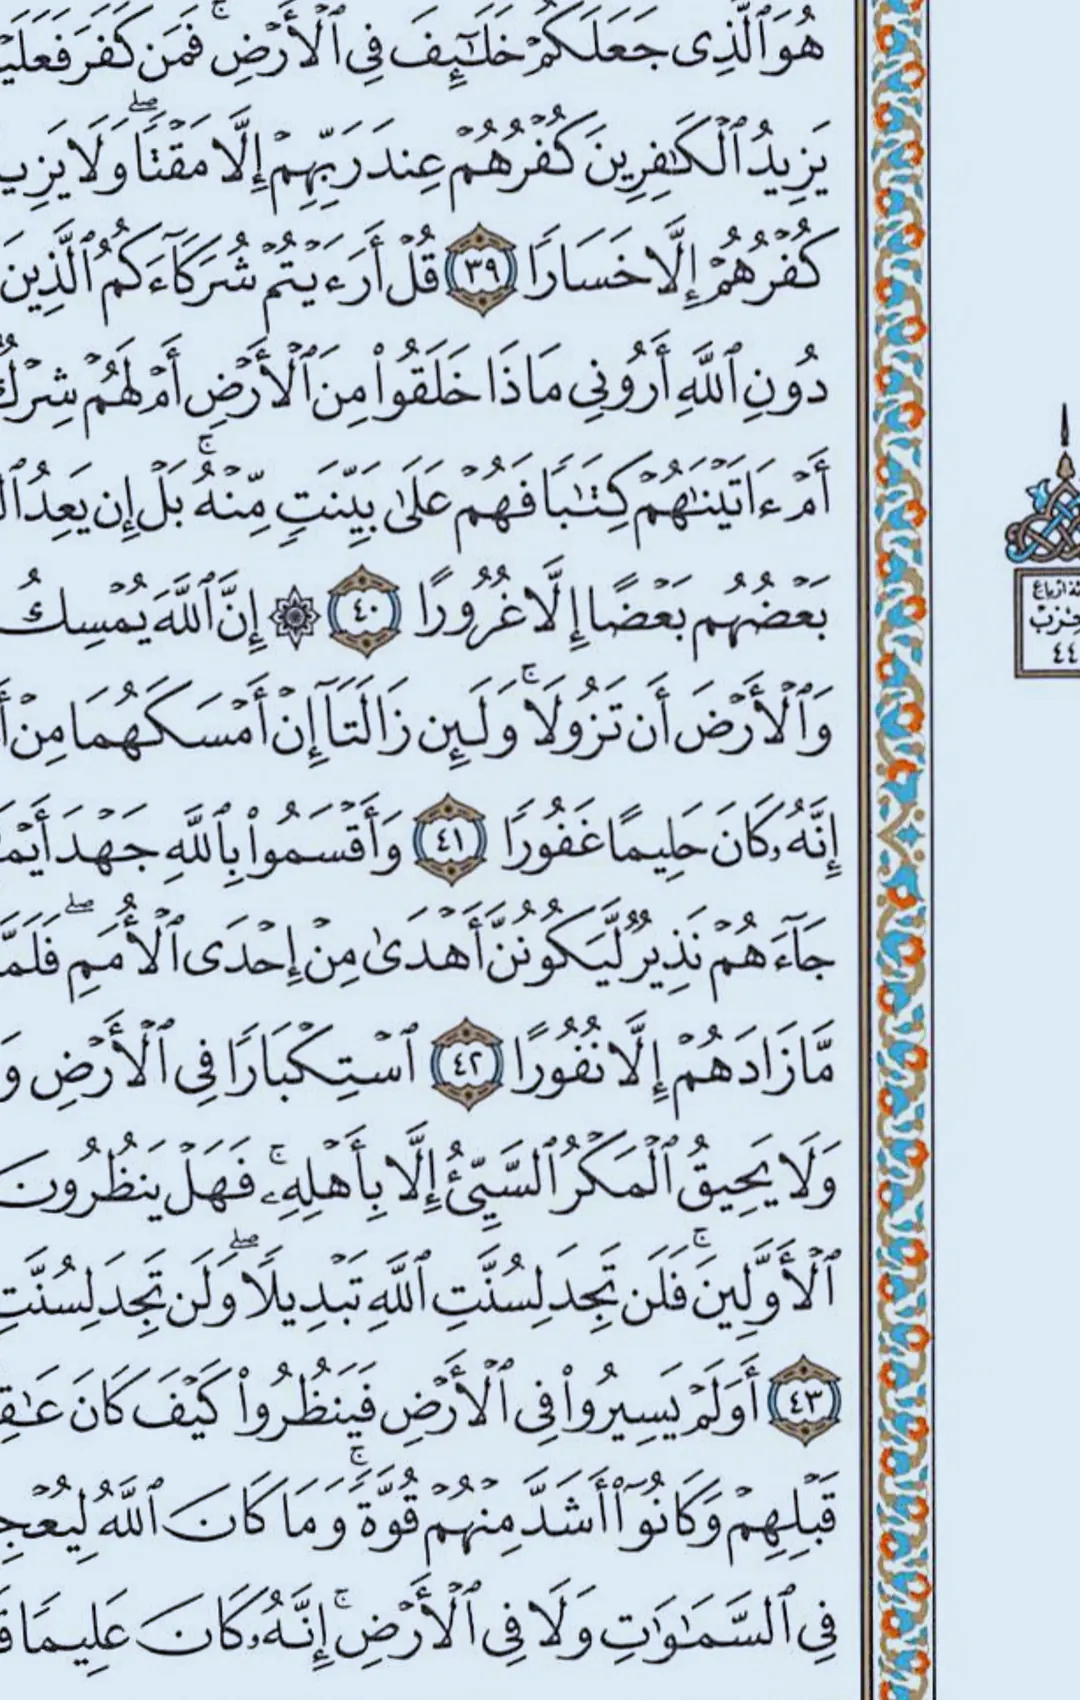 هُوَ ٱلَّذِى جَعَلَكُمْ خَلَٰٓئِفَ فِى ٱلْأَرْضِ ۚ فَمَن كَفَرَ
يَزِيدُ ٱلْكَٰفِرِينَ كُفْرُهُمْ عِندَ رَبِّهِمْ إِلَّا مَقْتًا ۖ وَلَا
كُفْرُهُمْ إِلَّا خَسَارًا ٣٩ قُلْ أَرَءَيْتُمْ شُرَكَآءَكُمُ ٱلَّذِينَ
دُونِ ٱللَّهِ أَرُونِى مَاذَا خَلَقُوا۟ مِنَ ٱلْأَرْضِ أَمْ لَهُمْ
أَمْ ءَاتَيْنَٰهُمْ كِتَٰبًا فَهُمْ عَلَىٰ بَيِّنَتٍ مِّنْهُ ۚ بَلْ إِن يَعِدُ
بَعْضُهُم بَعْضًا إِلَّا غُرُورًا ٤٠ ۞ إِنَّ ٱللَّهَ يُمْسِكُ
وَٱلْأَرْضَ أَن تَزُولَا ۚ وَلَئِن زَالَتَآ إِنْ أَمْسَكَهُمَا مِنْ
إِنَّهُۥ كَانَ حَلِيمًا غَفُورًا ٤١ وَأَقْسَمُوا۟ بِٱللَّهِ جَهْدَ
جَآءَهُمْ نَذِيرٌ لَّيَكُونُنَّ أَهْدَىٰ مِنْ إِحْدَى ٱلْأُمَمِ ۖ
مَّا زَادَهُمْ إِلَّا نُفُورًا ٤٢ ٱسْتِكْبَارًا فِى ٱلْأَرْضِ
وَلَا يَحِيقُ ٱلْمَكْرُ ٱلسَّيِّئُ إِلَّا بِأَهْلِهِۦ ۚ فَهَلْ يَنظُرُونَ
ٱلْأَوَّلِينَ ۚ فَلَن تَجِدَ لِسُنَّتِ ٱللَّهِ تَبْدِيلًا ۖ وَلَن تَجِدَ لِسُنَّتِ
٤٣ أَوَلَمْ يَسِيرُوا۟ فِى ٱلْأَرْضِ فَيَنظُرُوا۟ كَيْفَ كَانَ
قَبْلِهِمْ وَكَانُوٓا۟ أَشَدَّ مِنْهُمْ قُوَّةً ۚ وَمَا كَانَ ٱللَّهُ
فِى ٱلسَّمَٰوَٰتِ وَلَا فِى ٱلْأَرْضِ ۚ إِنَّهُۥ كَانَ عَلِيمًا
أرباع
٤٤